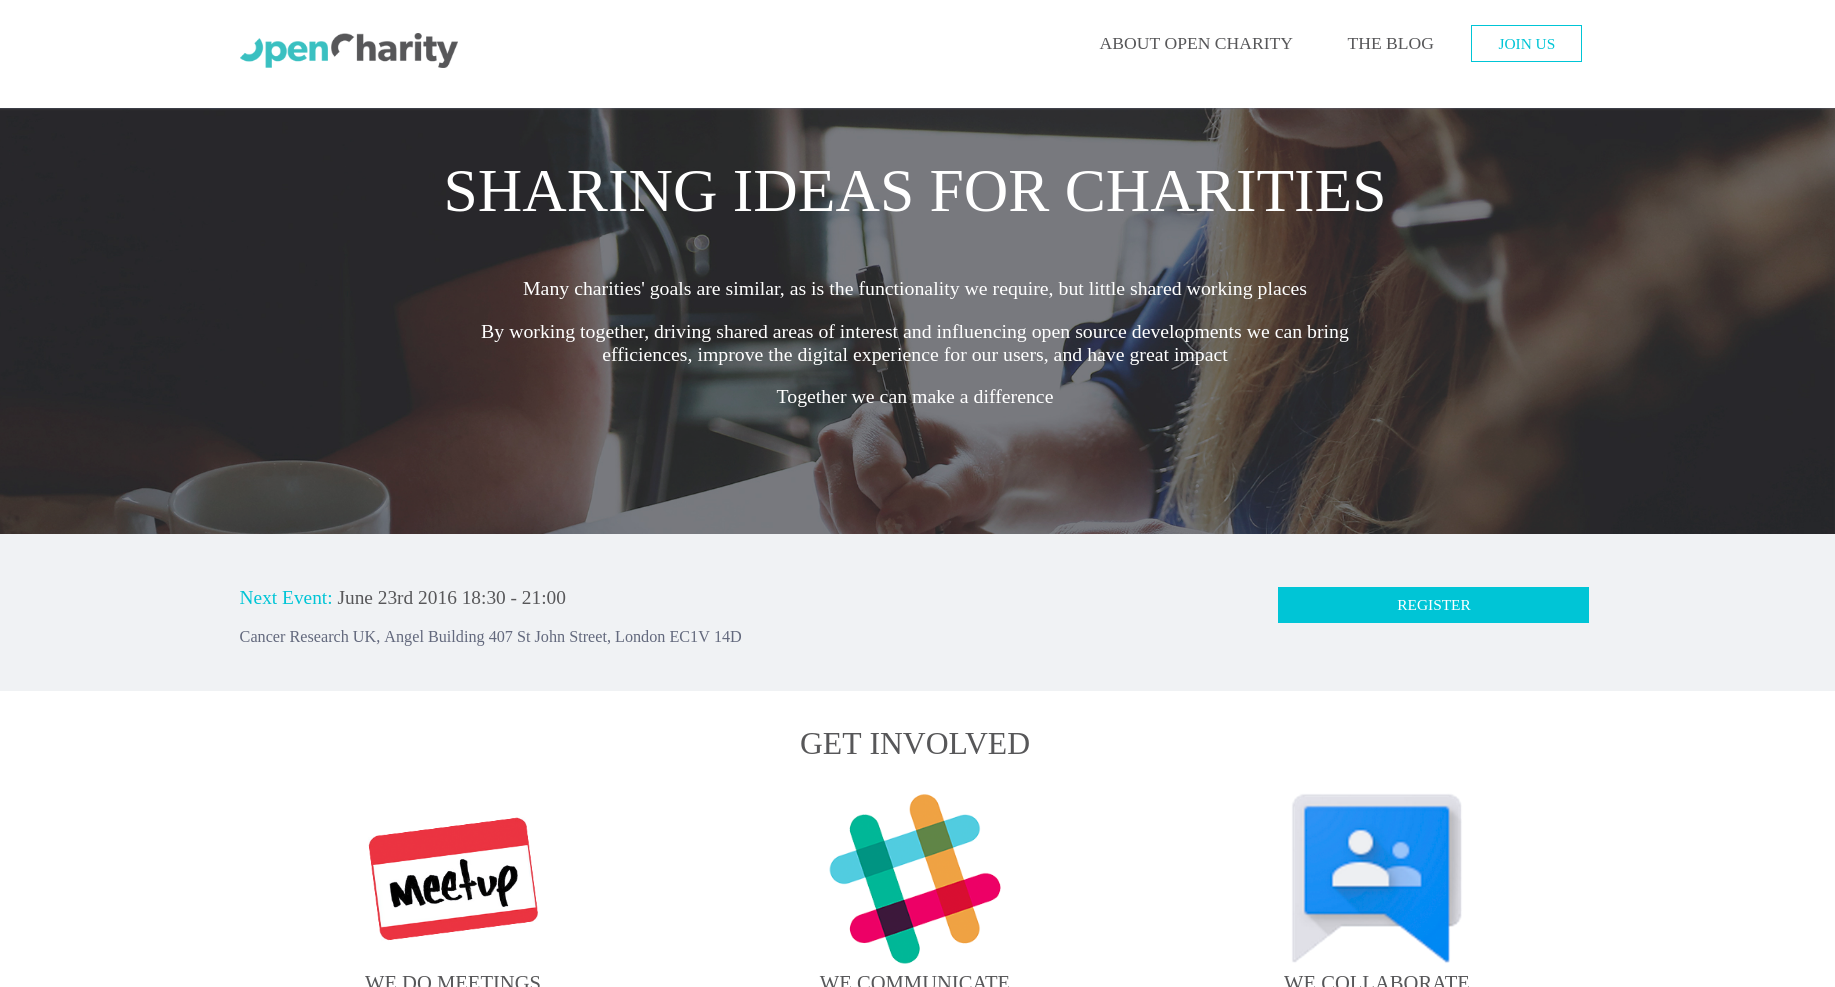 OpenCharity
ABOUT OPEN CHARITY
THE BLOG
JOIN US
SHARING IDEAS FOR CHARITIES
Many charities' goals are similar, as is the functionality we require, but little shared working places
By working together, driving shared areas of interest and influencing open source developments we can bring
efficiences, improve the digital experience for our users, and have great impact
Together we can make a difference
Next Event: June 23rd 2016 18:30 - 21:00
REGISTER
Cancer Research UK, Angel Building 407 St John Street, London EC1V 14D
GET INVOLVED
meetup
WE DO MEETINGS
WE COMMUNICATE
WE COLLABORATE